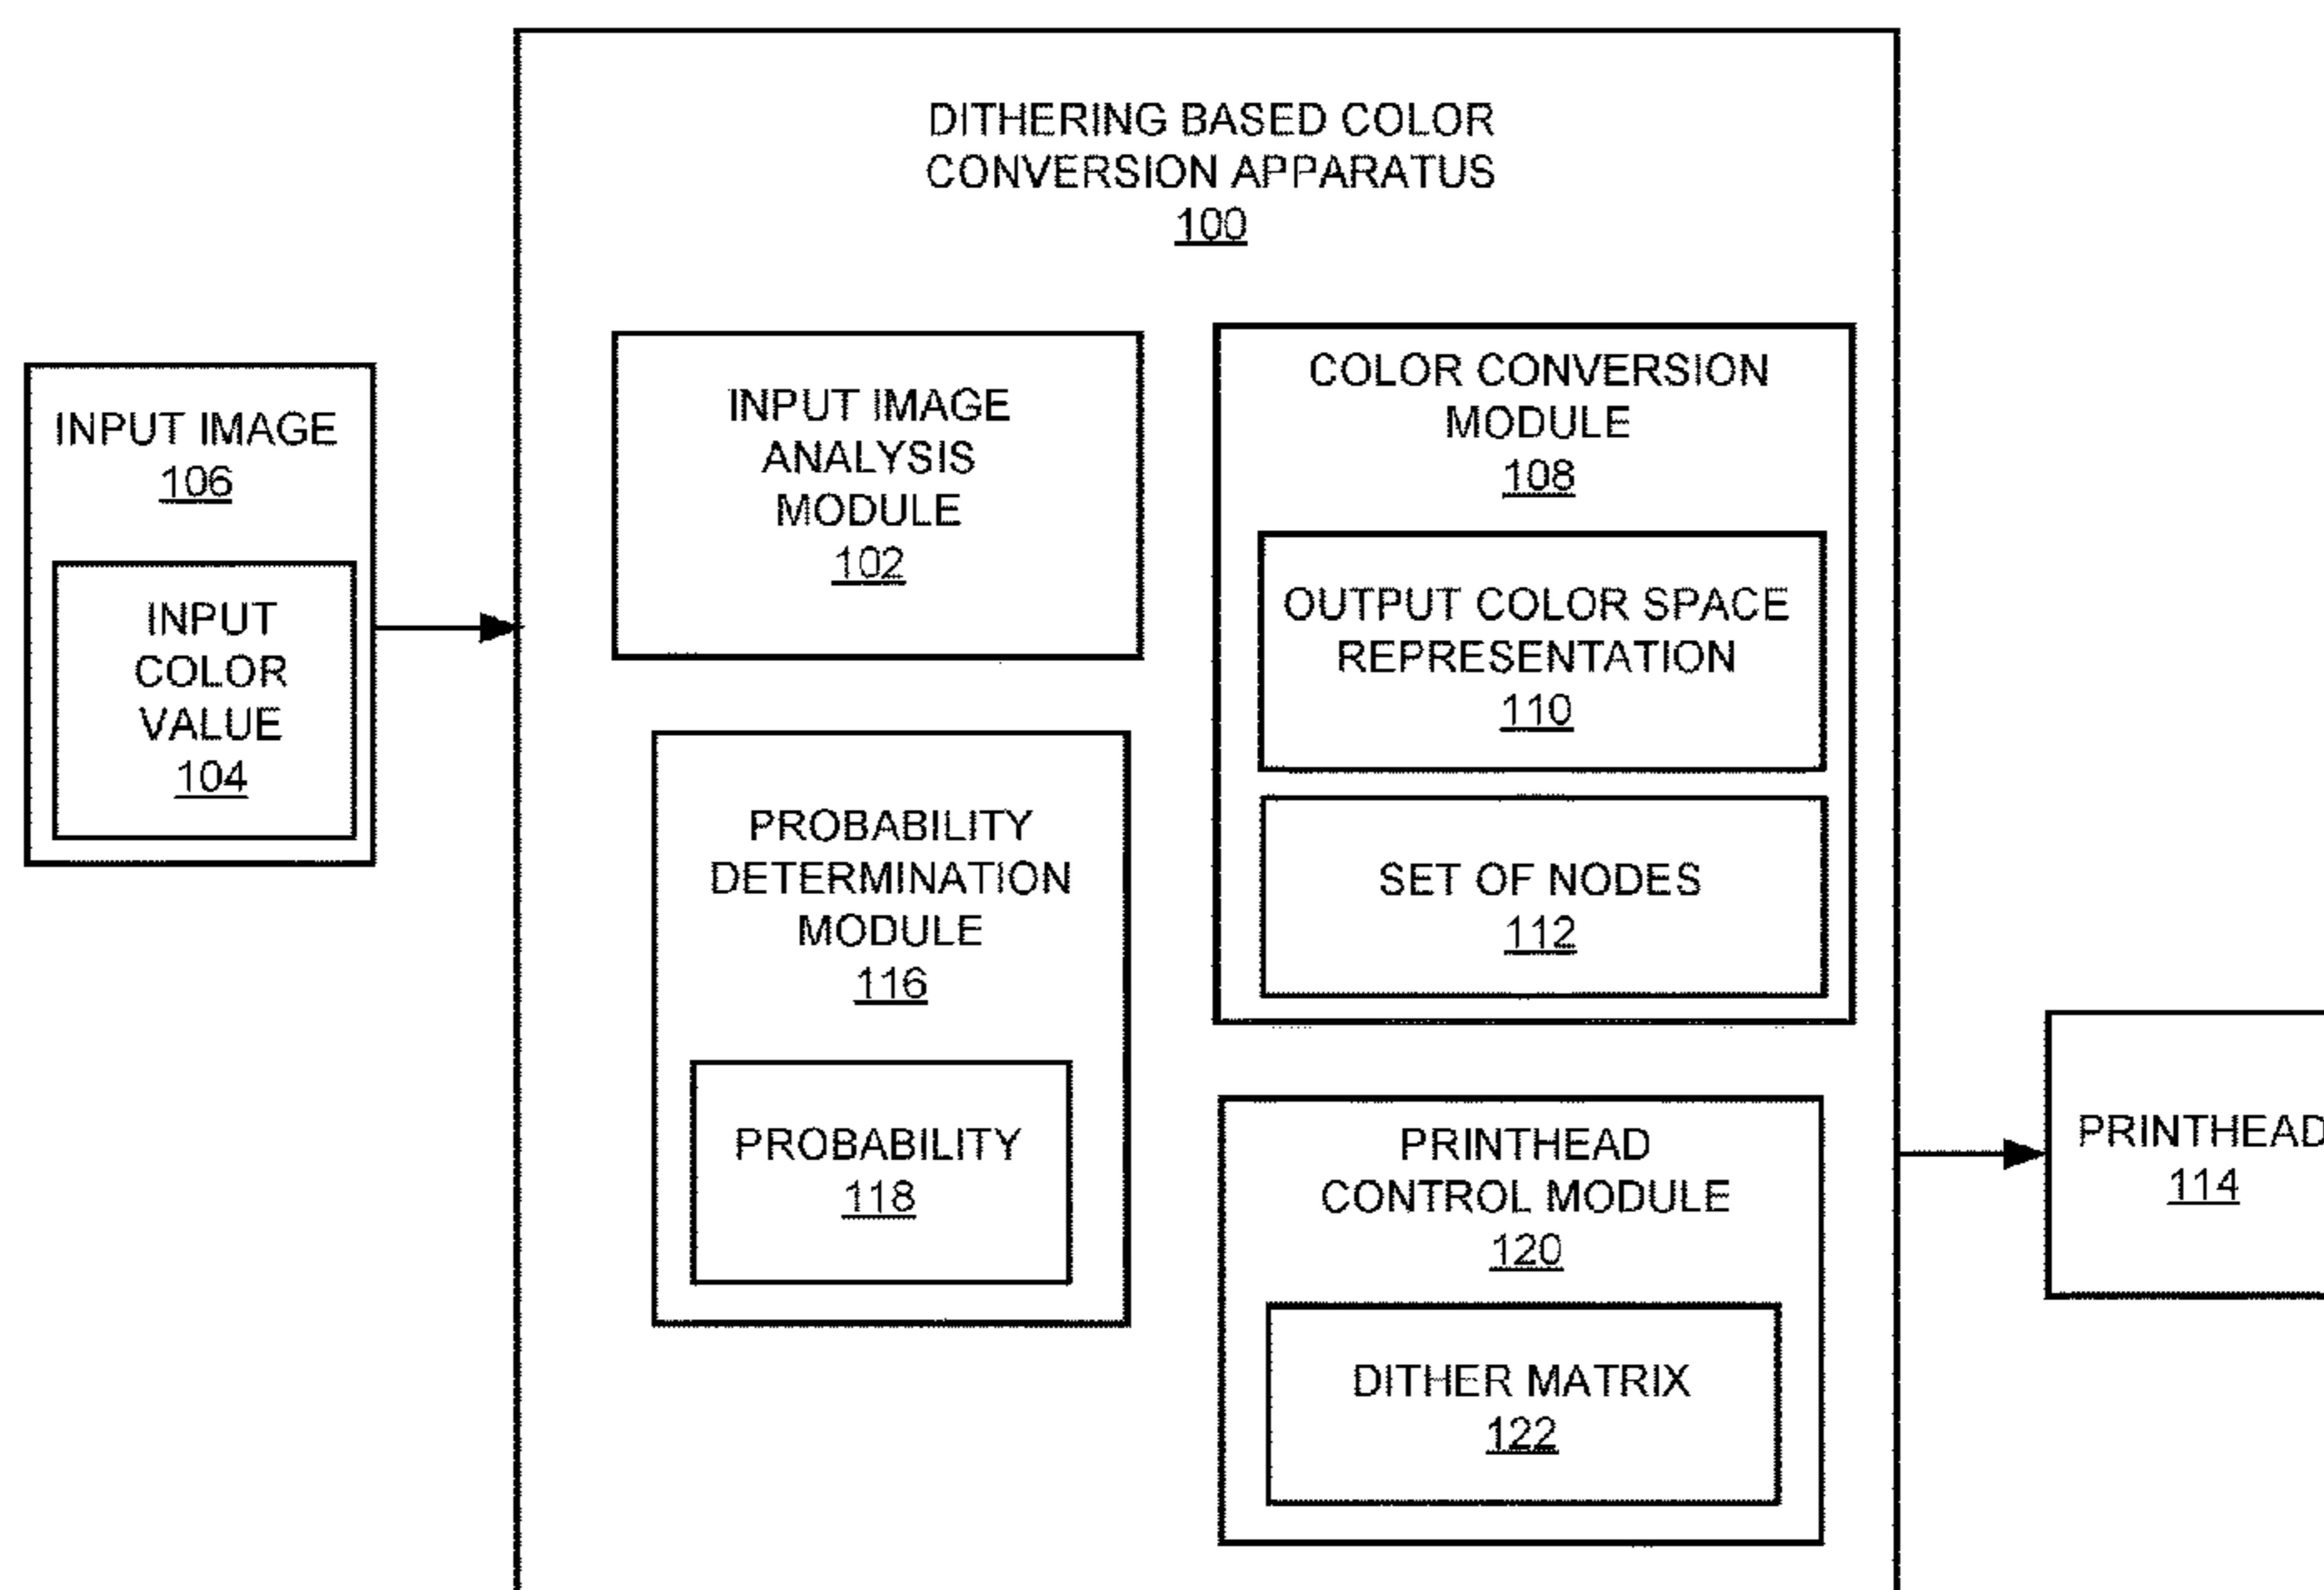 DITHERING BASED COLOR
CONVERSION APPARATUS
100
INPUT IMAGE
106
INPUT
COLOR
VALUE
104
INPUT IMAGE
ANALYSIS
MODULE
102
COLOR CONVERSION
MODULE
108
OUTPUT COLOR SPACE
REPRESENTATION
110
SET OF NODES
112
PROBABILITY
DETERMINATION
MODULE
116
PROBABILITY
118
PRINTHEAD
CONTROL MODULE
120
DITHER MATRIX
122
PRINTHEAD
114